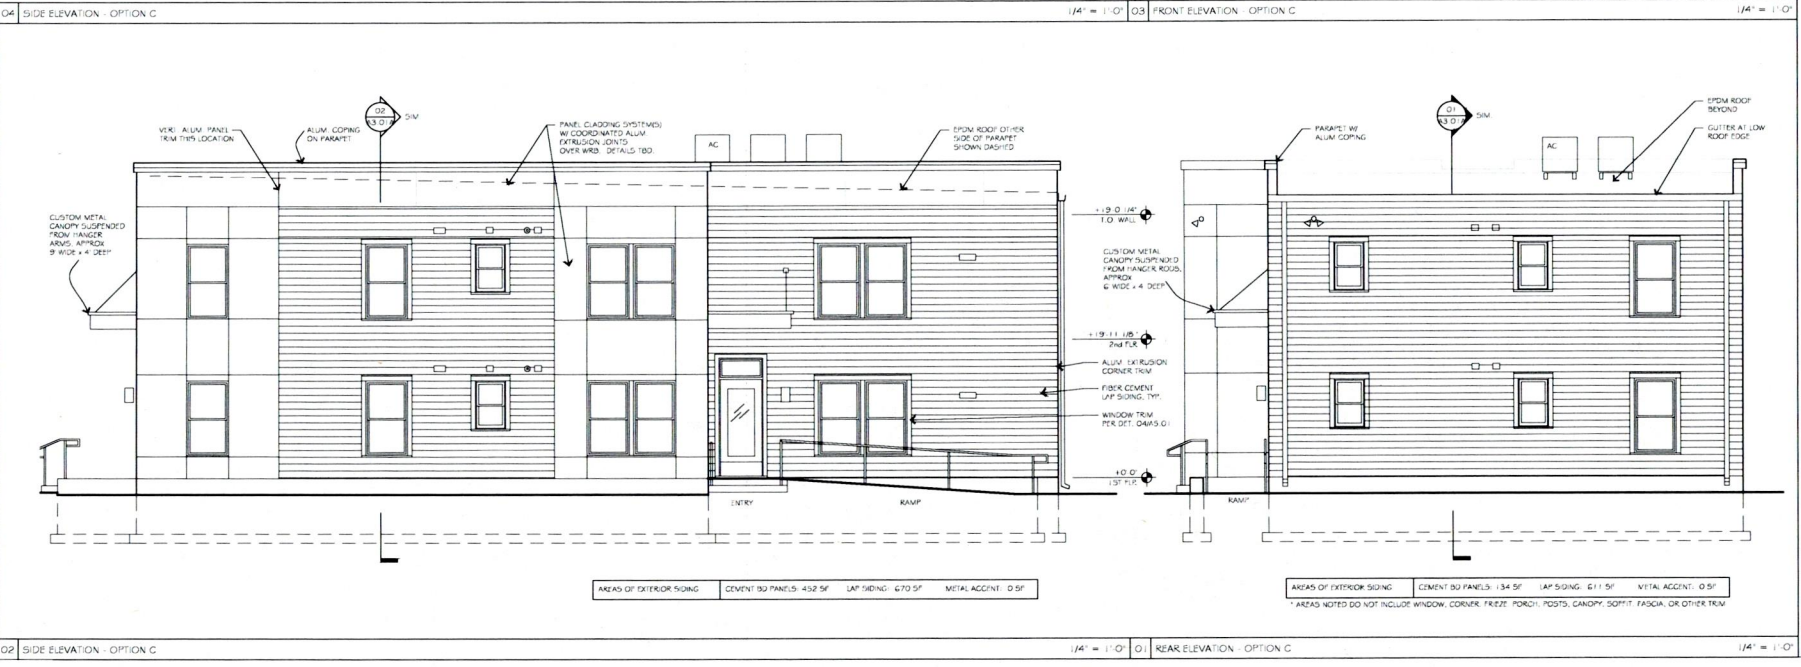 04 SIDE ELEVATION - OPTION C
1/4" = 1'-0"
03 FRONT ELEVATION - OPTION C
1/4" = 1'-0"
02
A3.01A
SIM
VERT. ALUM. PANEL
TRIM THIS LOCATION
ALUM. COPING
ON PARAPET
PANEL CLADDING SYSTEM(S)
W/ COORDINATED ALUM.
EXTRUSION JOINTS
OVER WRB. DETAILS TBD.
AC
EPDM ROOF OTHER
SIDE OF PARAPET
SHOWN DASHED
CUSTOM METAL
CANOPY SUSPENDED
FROM HANGER
ARMS, APPROX
9' WIDE x 4' DEEP
ENTRY
RAMP
+19'-0 1/4"
T.O. WALL
+9'-11 1/8"
2nd FLR.
ALUM. EXTRUSION
CORNER TRIM
FIBER CEMENT
LAP SIDING, TYP.
WINDOW TRIM
PER DET. 04/A5.01
+0'-0"
1ST FLR.
AREAS OF EXTERIOR SIDING
CEMENT BD PANELS: 452 SF LAP SIDING: 670 SF METAL ACCENT: 0 SF
01
A3.01A
SIM
PARAPET W/
ALUM COPING
EPDM ROOF
BEYOND
GUTTER AT LOW
ROOF EDGE
AC
CUSTOM METAL
CANOPY SUSPENDED
FROM HANGER RODS,
APPROX
6' WIDE x 4' DEEP
RAMP
AREAS OF EXTERIOR SIDING
CEMENT BD PANELS: 134 SF LAP SIDING: 611 SF METAL ACCENT: 0 SF
* AREAS NOTED DO NOT INCLUDE WINDOW, CORNER, FRIEZE, PORCH, POSTS, CANOPY, SOFFIT, FASCIA, OR OTHER TRIM
02 SIDE ELEVATION - OPTION C
1/4" = 1'-0"
01 REAR ELEVATION - OPTION C
1/4" = 1'-0"